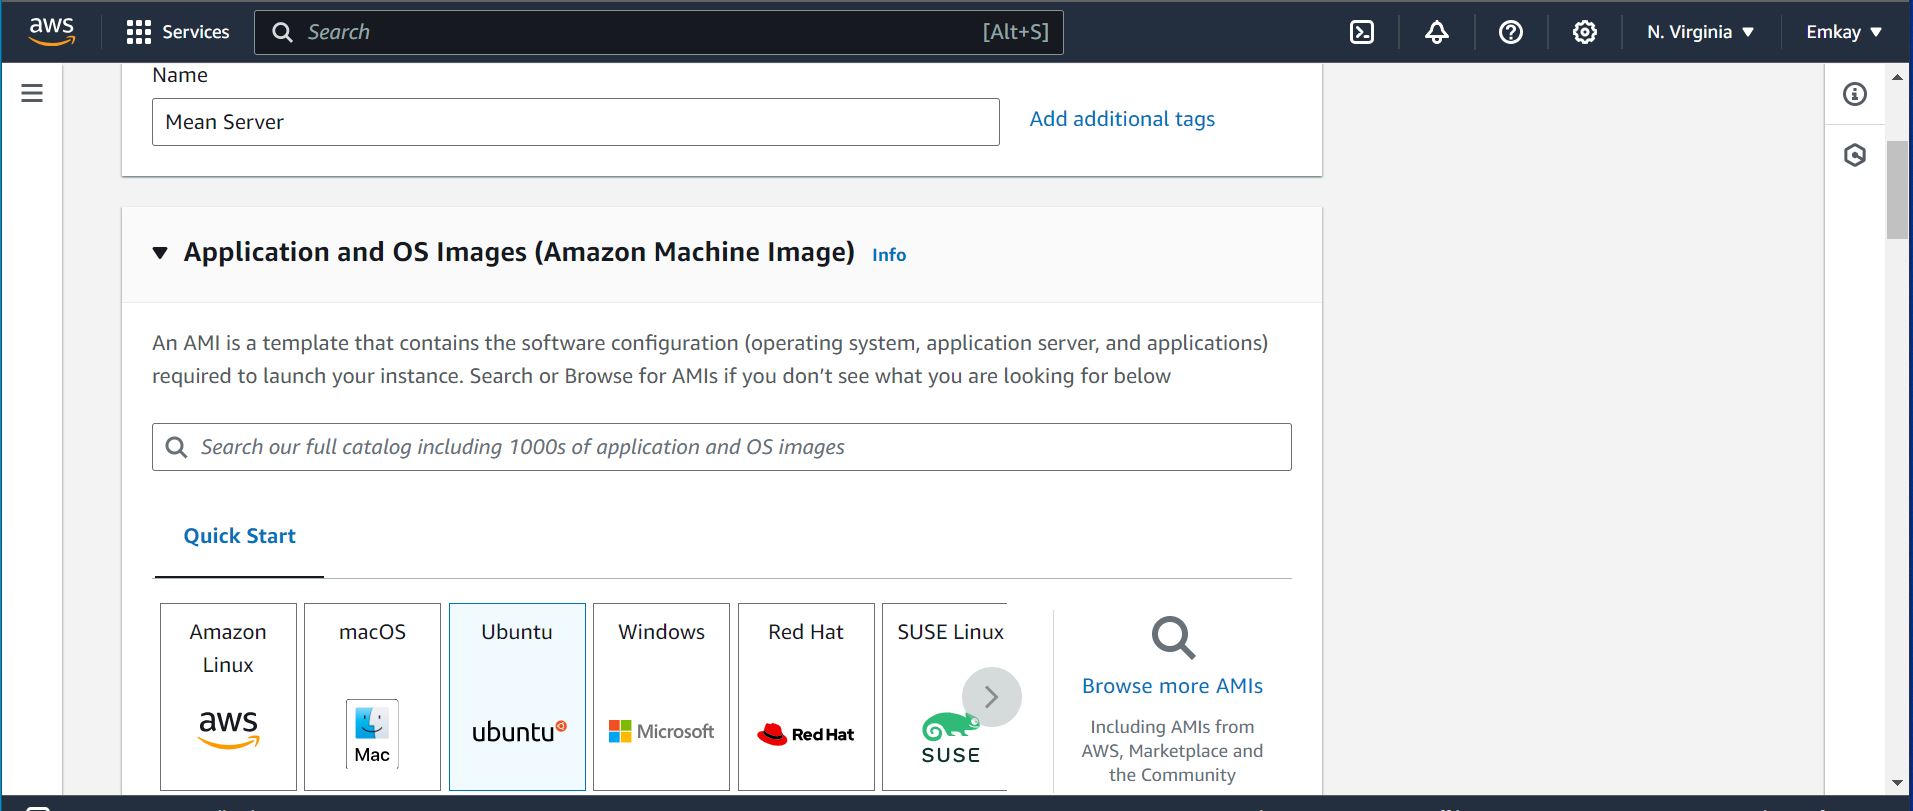 aws Services Search [Alt+S] N. Virginia Emkay
Name
Mean Server
Add additional tags
Application and OS Images (Amazon Machine Image) Info
An AMI is a template that contains the software configuration (operating system, application server, and applications)
required to launch your instance. Search or Browse for AMIs if you don’t see what you are looking for below
Search our full catalog including 1000s of application and OS images
Quick Start
Amazon
Linux
aws
macOS
Mac
Ubuntu
ubuntu
Windows
Microsoft
Red Hat
Red Hat
SUSE Linux
SUSE
Browse more AMIs
Including AMIs from
AWS, Marketplace and
the Community